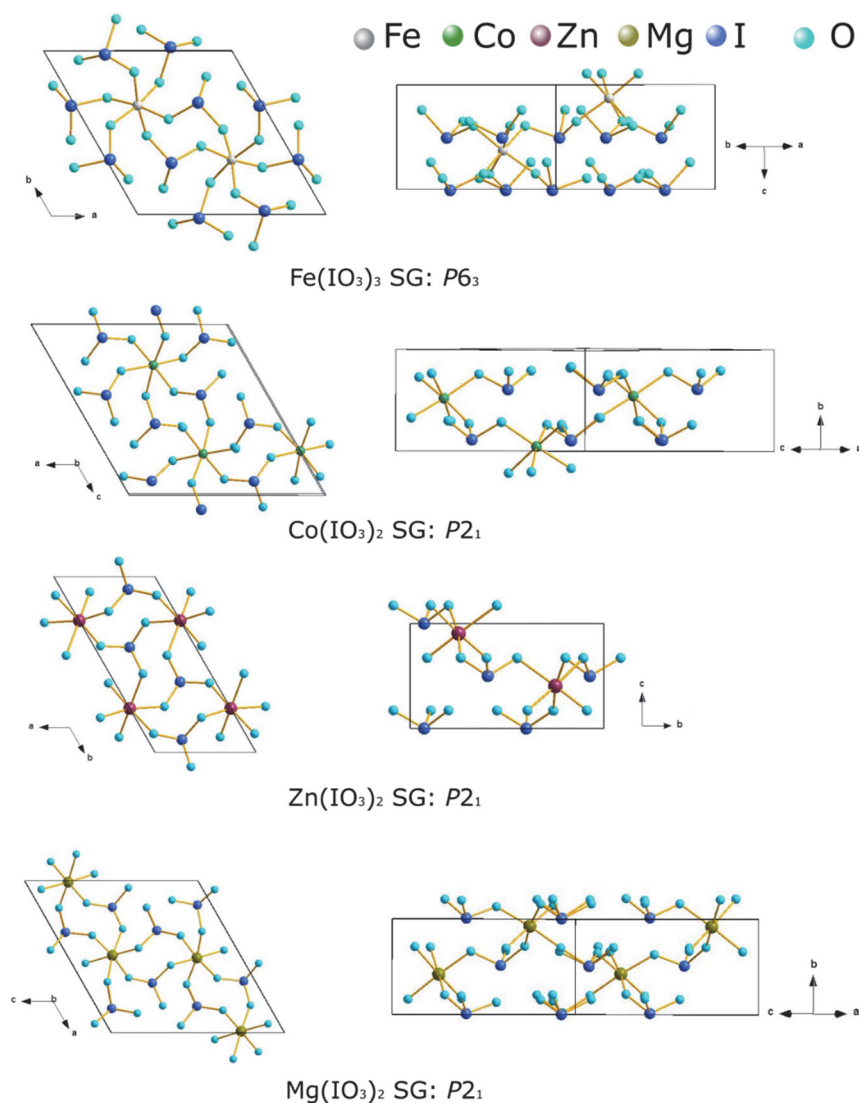 Fe Co Zn Mg I O
b a
b a c
Fe(IO₃)₃ SG: P6₃
a b c
b c a
Co(IO₃)₂ SG: P2₁
a b
c b
Zn(IO₃)₂ SG: P2₁
c b a
b c a
Mg(IO₃)₂ SG: P2₁